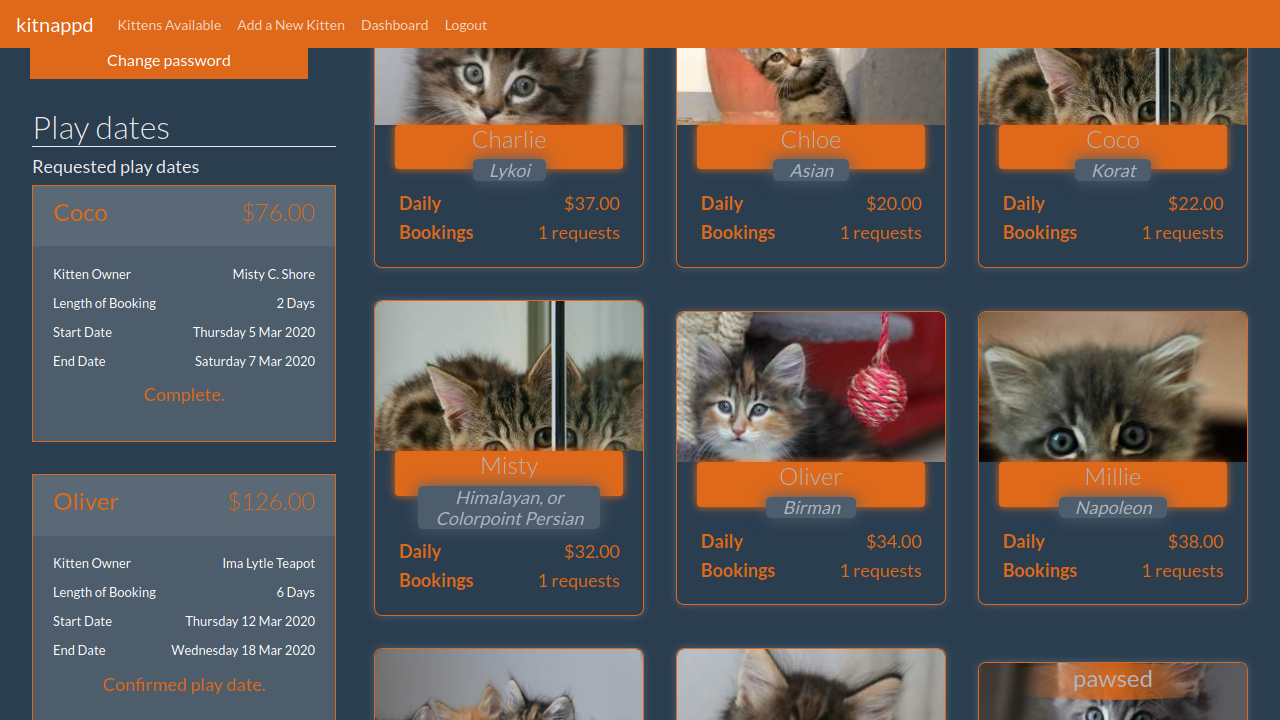 kitnappd
Kittens Available
Add a New Kitten
Dashboard
Logout
Change password
Play dates
Requested play dates
Coco $76.00
Kitten Owner Misty C. Shore
Length of Booking 2 Days
Start Date Thursday 5 Mar 2020
End Date Saturday 7 Mar 2020
Complete.
Oliver $126.00
Kitten Owner Ima Lytle Teapot
Length of Booking 6 Days
Start Date Thursday 12 Mar 2020
End Date Wednesday 18 Mar 2020
Confirmed play date.
Charlie
Lykoi
Daily $37.00
Bookings 1 requests
Chloe
Asian
Daily $20.00
Bookings 1 requests
Coco
Korat
Daily $22.00
Bookings 1 requests
Misty
Himalayan, or
Colorpoint Persian
Daily $32.00
Bookings 1 requests
Oliver
Birman
Daily $34.00
Bookings 1 requests
Millie
Napoleon
Daily $38.00
Bookings 1 requests
pawsed